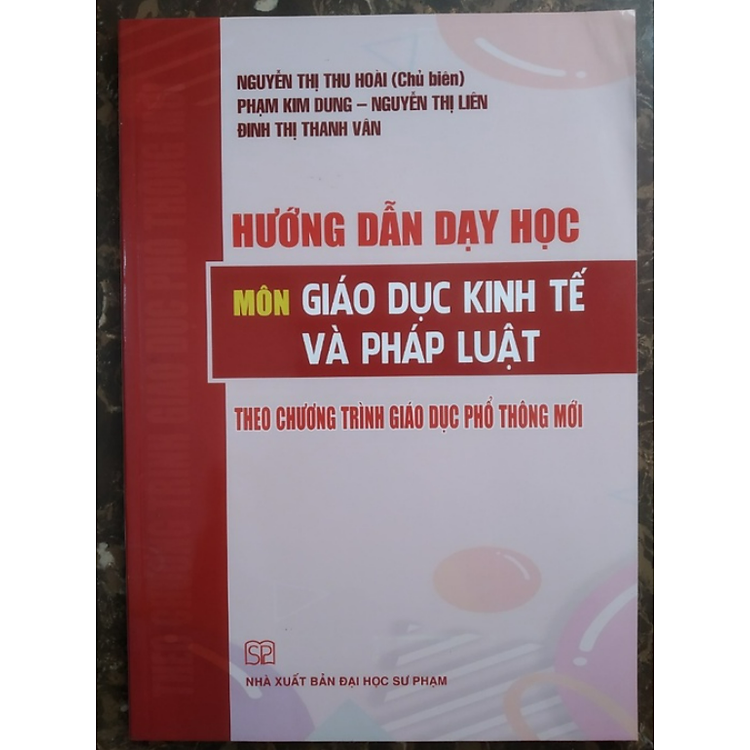 NGUYỄN THỊ THU HOÀI (Chủ biên)
PHẠM KIM DUNG – NGUYỄN THỊ LIÊN
ĐINH THỊ THANH VÂN
HƯỚNG DẪN DẠY HỌC
MÔN GIÁO DỤC KINH TẾ
VÀ PHÁP LUẬT
THEO CHƯƠNG TRÌNH GIÁO DỤC PHỔ THÔNG MỚI
SP
NHÀ XUẤT BẢN ĐẠI HỌC SƯ PHẠM